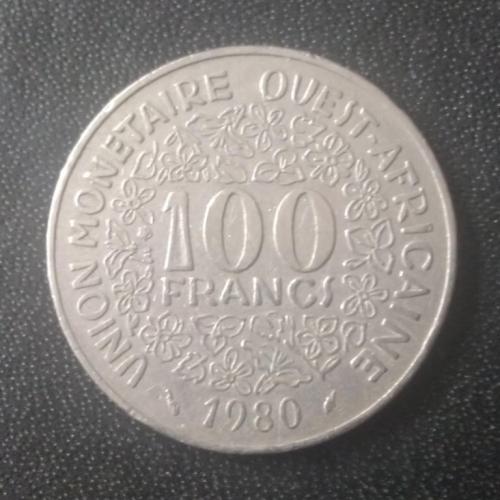 UNION MONETAIRE OUEST-AFRICAINE
100
FRANCS
1980